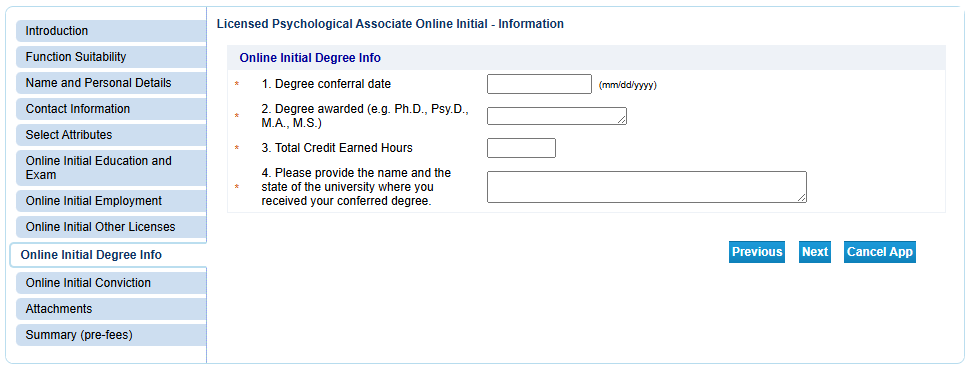 Introduction
Function Suitability
Name and Personal Details
Contact Information
Select Attributes
Online Initial Education and
Exam
Online Initial Employment
Online Initial Other Licenses
Online Initial Degree Info
Online Initial Conviction
Attachments
Summary (pre-fees)
Licensed Psychological Associate Online Initial - Information
Online Initial Degree Info
* 1. Degree conferral date (mm/dd/yyyy)
* 2. Degree awarded (e.g. Ph.D., Psy.D.,
M.A., M.S.)
* 3. Total Credit Earned Hours
* 4. Please provide the name and the
state of the university where you
received your conferred degree.
Previous Next Cancel App